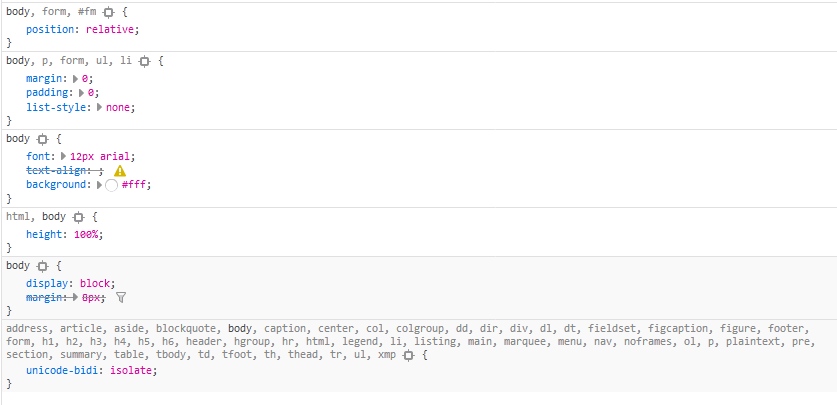 body, form, #fm {
position: relative;
}
body, p, form, ul, li {
margin: 0;
padding: 0;
list-style: none;
}
body {
font: 12px arial;
text-align: ;
background: #fff;
}
html, body {
height: 100%;
}
body {
display: block;
margin: 8px;
}
address, article, aside, blockquote, body, caption, center, col, colgroup, dd, dir, div, dl, dt, fieldset, figcaption, figure, footer,
form, h1, h2, h3, h4, h5, h6, header, hgroup, hr, html, legend, li, listing, main, marquee, menu, nav, noframes, ol, p, plaintext, pre,
section, summary, table, tbody, td, tfoot, th, thead, tr, ul, xmp {
unicode-bidi: isolate;
}